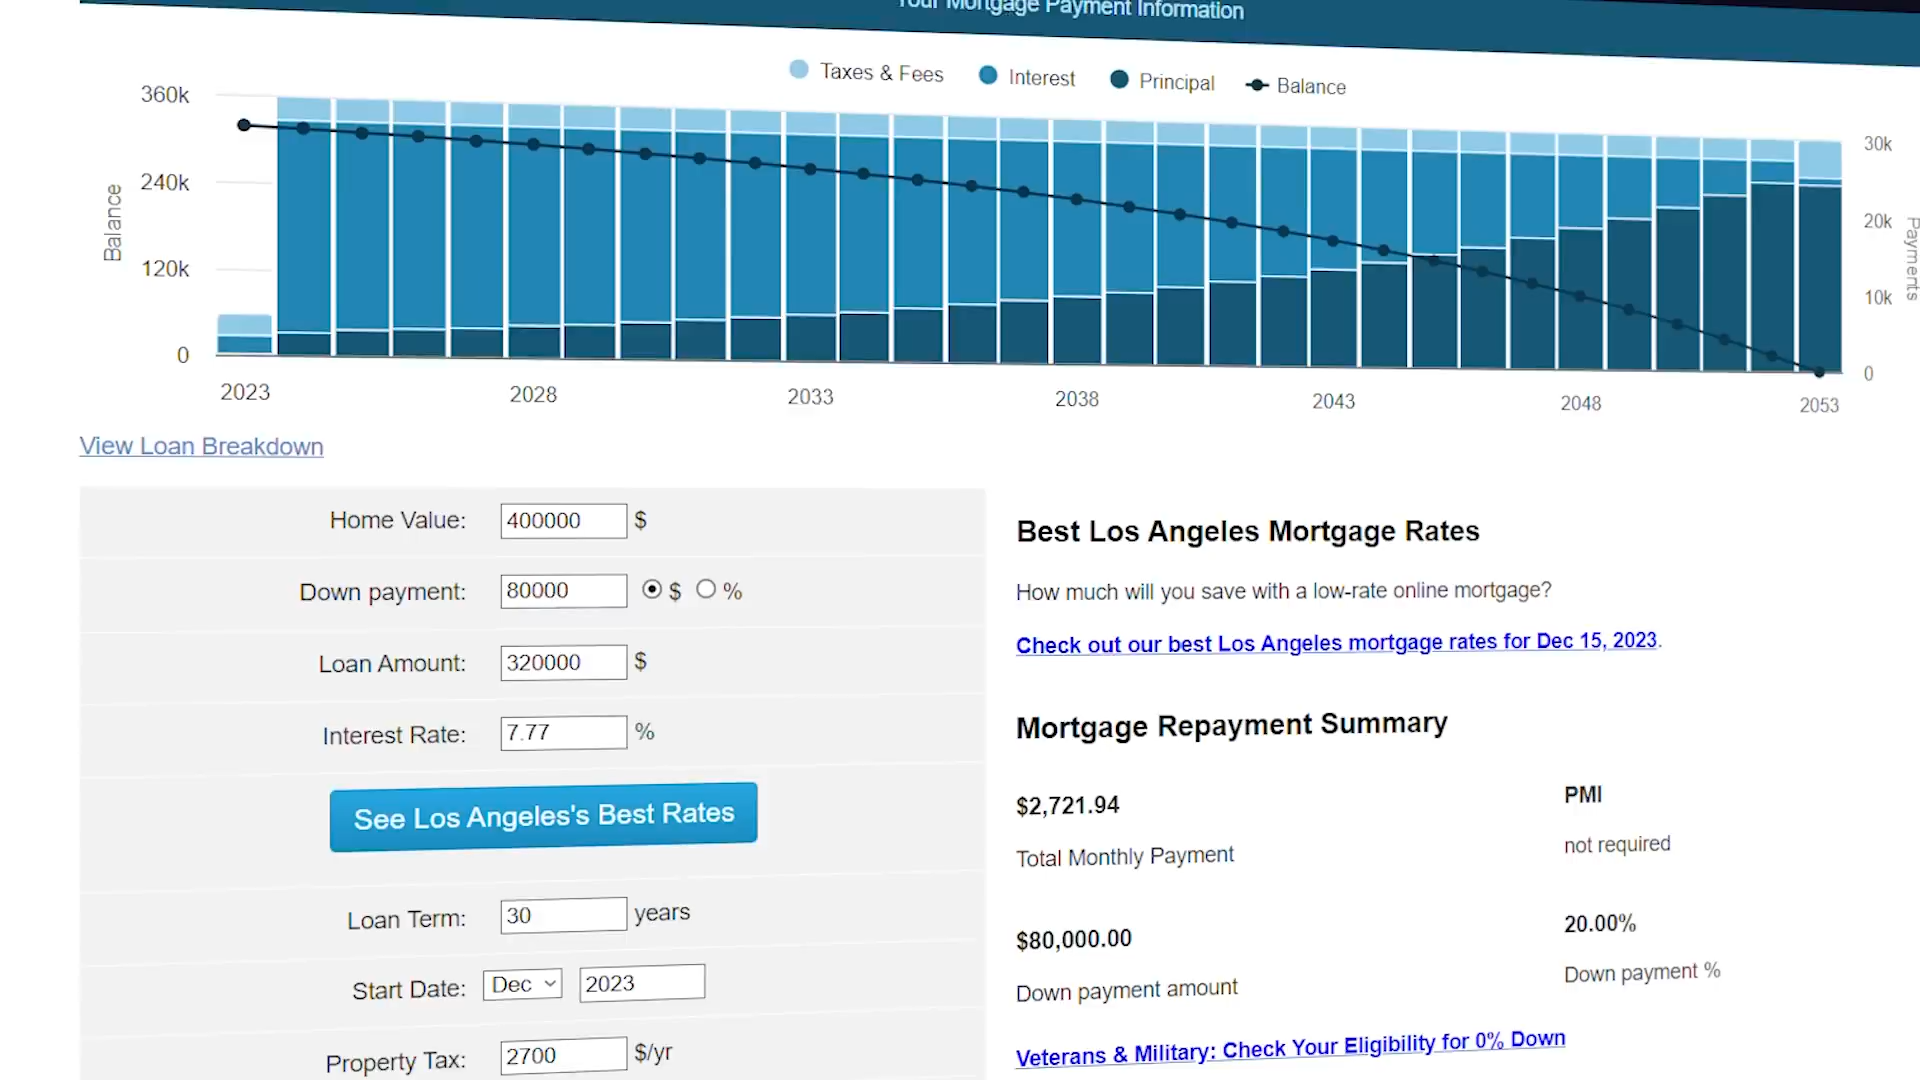 Your Mortgage Payment Information
Taxes & Fees Interest Principal Balance
360k
240k
120k
0
Balance
30k
20k
10k
0
Payments
2023 2028 2033 2038 2043 2048 2053
View Loan Breakdown
Home Value: 400000 $
Down payment: 80000 $ %
Loan Amount: 320000 $
Interest Rate: 7.77 %
See Los Angeles's Best Rates
Loan Term: 30 years
Start Date: Dec 2023
Property Tax: 2700 $/yr
Best Los Angeles Mortgage Rates
How much will you save with a low-rate online mortgage?
Check out our best Los Angeles mortgage rates for Dec 15, 2023.
Mortgage Repayment Summary
$2,721.94
Total Monthly Payment
PMI
not required
$80,000.00
Down payment amount
20.00%
Down payment %
Veterans & Military: Check Your Eligibility for 0% Down